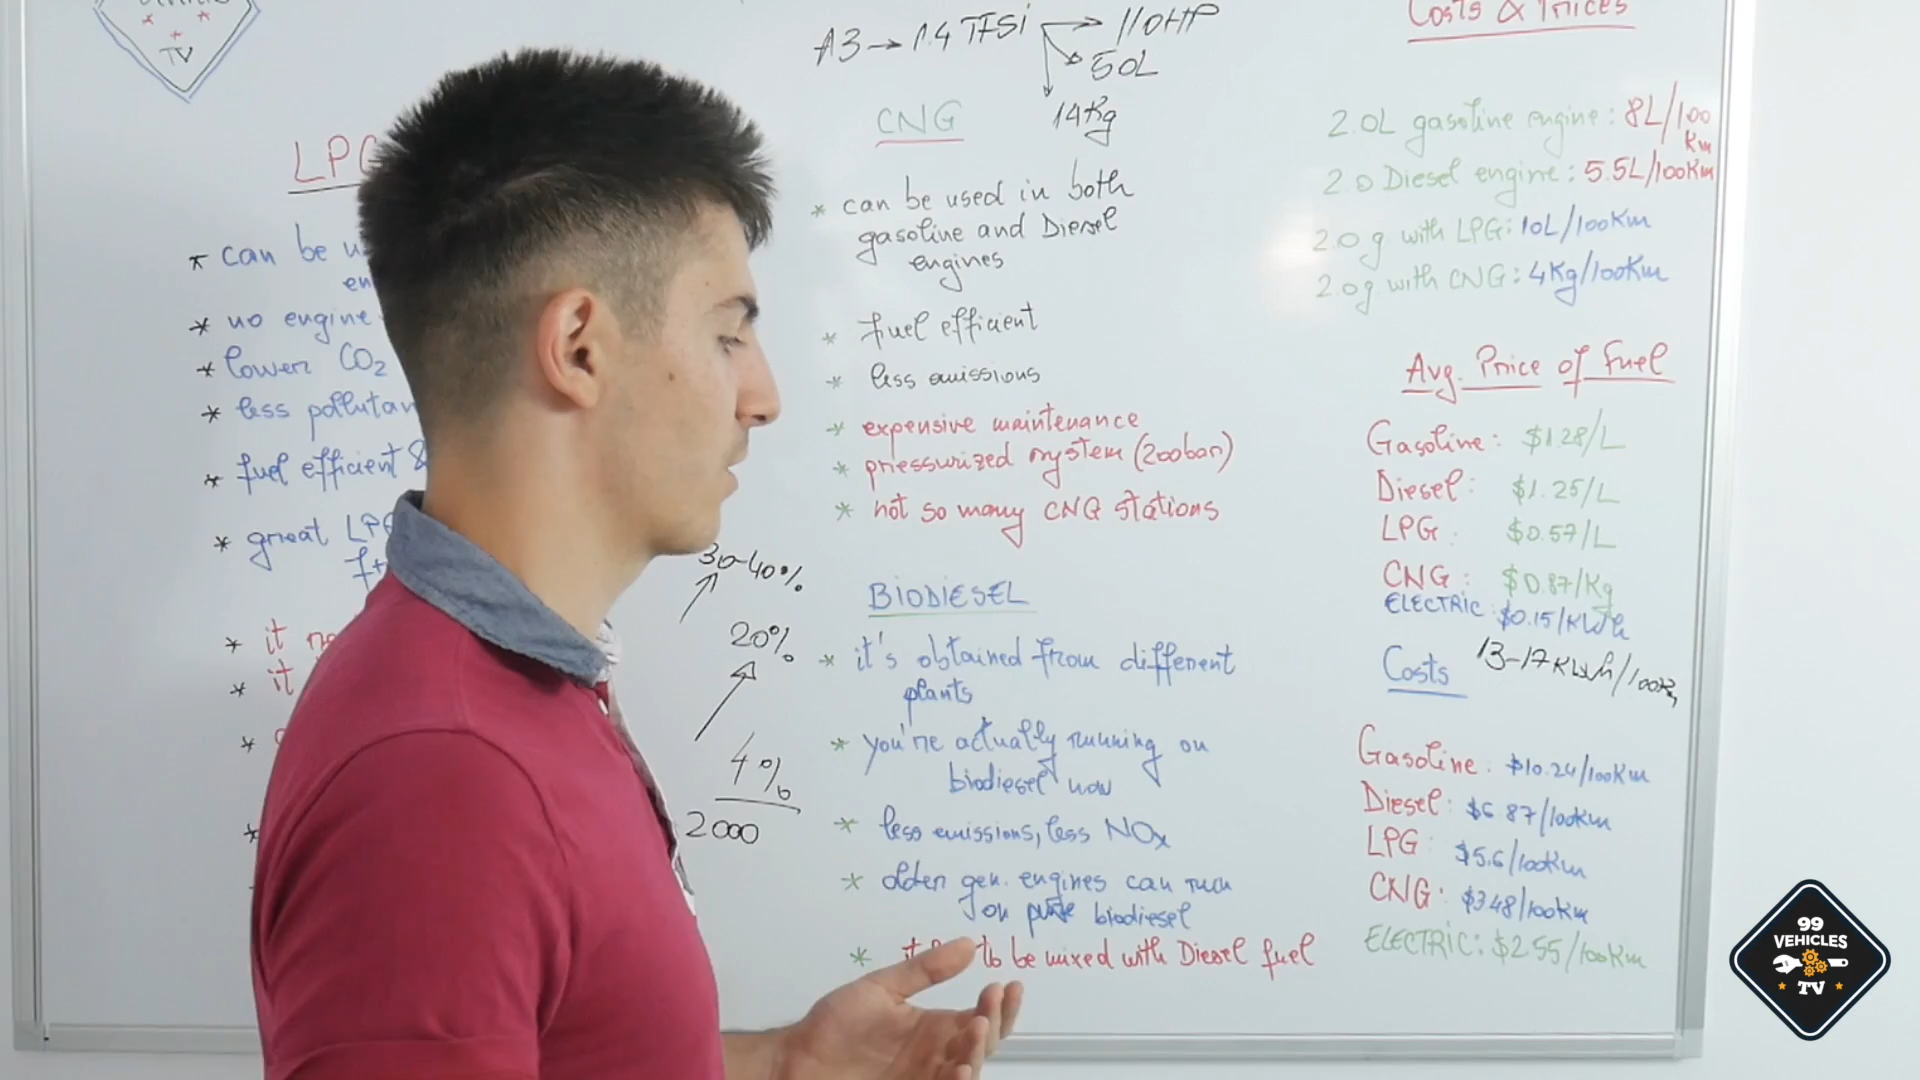 TV
LPG
* can be
en
* no engine
* lower CO2
* less pollutan
* fuel efficient &
* great LPG
* it
* it
30-40%
20%
4%
2000
A3 → 1.4 TFSi → 110HP
50L
14Kg
CNG
* can be used in both
gasoline and Diesel
engines
* fuel efficient
* less emissions
* expensive maintenance
* pressurized system (200bar)
* not so many CNG stations
BIODIESEL
* it's obtained from different
plants
* you're actually running on
biodiesel now
* less emissions, less NOx
* older gen. engines can run
on pure biodiesel
* to be mixed with Diesel fuel
Costs & Prices
2.0L gasoline engine: 8L/100
Km
2.0 Diesel engine: 5.5L/100Km
2.0 g. with LPG: 10L/100Km
2.0 g. with CNG: 4Kg/100Km
Avg. Price of Fuel
Gasoline: $1.28/L
Diesel: $1.25/L
LPG: $0.57/L
CNG: $0.87/Kg
ELECTRIC: $0.15/KWh
Costs 13-17KWh/100Km
Gasoline: $10.24/100Km
Diesel: $6.87/100Km
LPG: $5.6/100Km
CNG: $3.48/100Km
ELECTRIC: $2.55/100Km
99
VEHICLES
TV